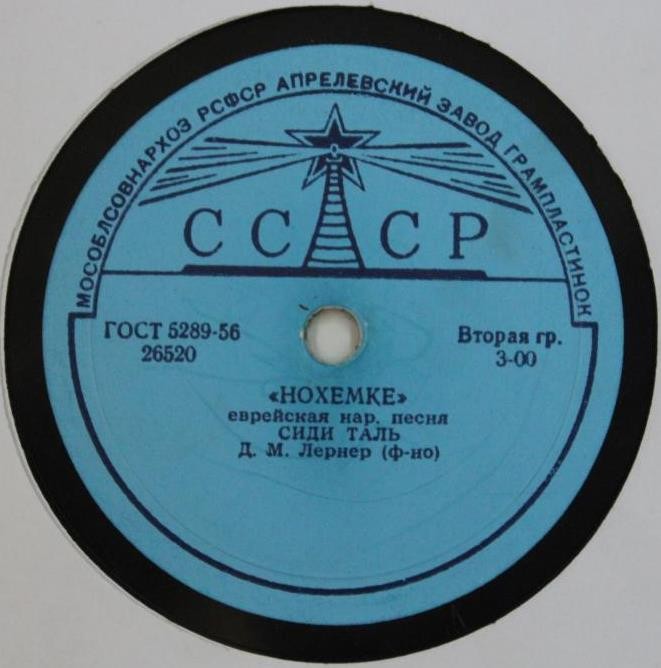 МОСОБЛСОВНАРХОЗ РСФСР АПРЕЛЕВСКИЙ ЗАВОД ГРАМПЛАСТИНОК
СССР
ГОСТ 5289-56
26520
Вторая гр.
3-00
«НОХЕМКЕ»
еврейская нар. песня
СИДИ ТАЛЬ
Д. М. Лернер (ф-но)